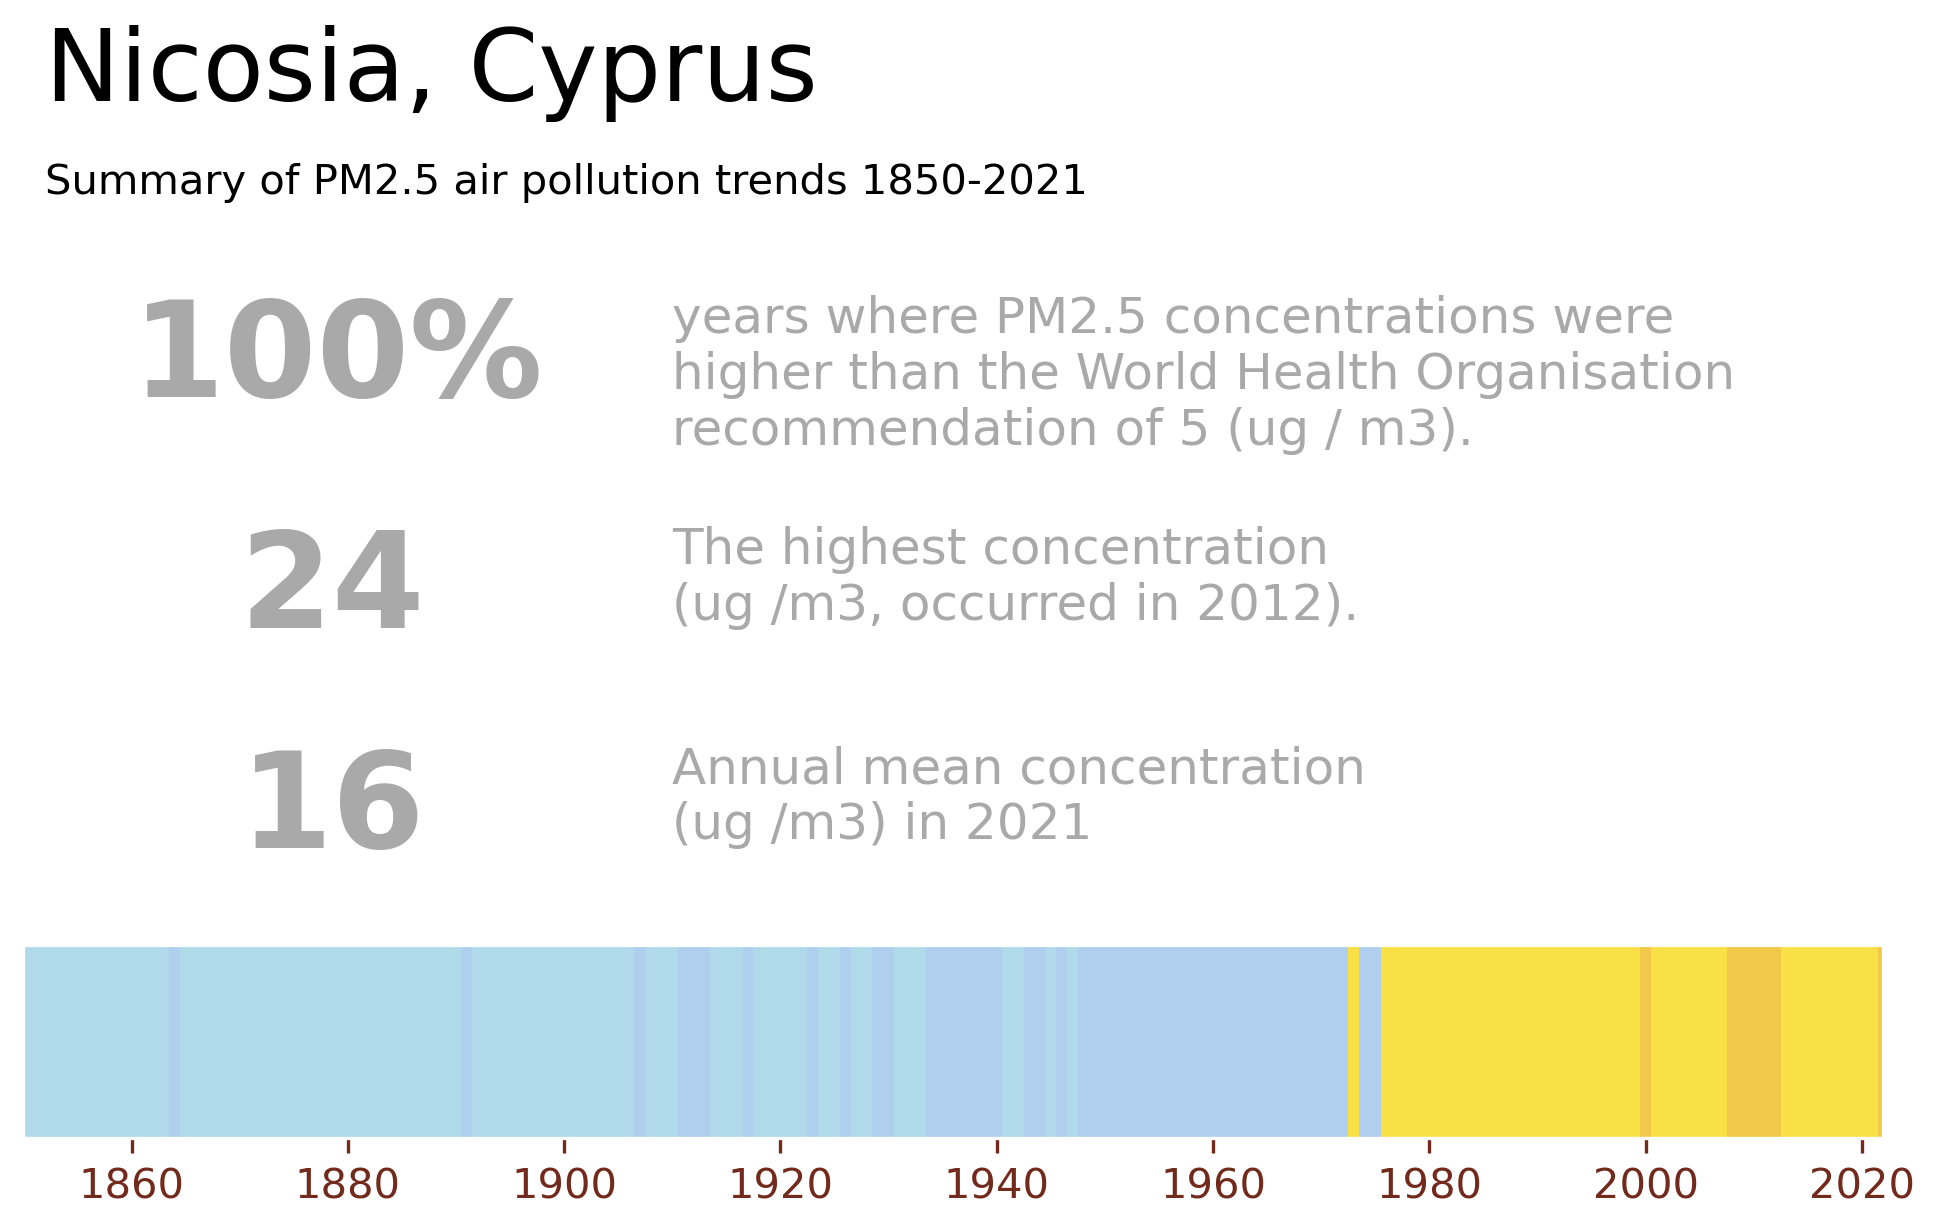 Nicosia, Cyprus
Summary of PM2.5 air pollution trends 1850-2021
100%
years where PM2.5 concentrations were
higher than the World Health Organisation
recommendation of 5 (ug / m3).
24
The highest concentration
(ug /m3, occurred in 2012).
16
Annual mean concentration
(ug /m3) in 2021
1860 1880 1900 1920 1940 1960 1980 2000 2020